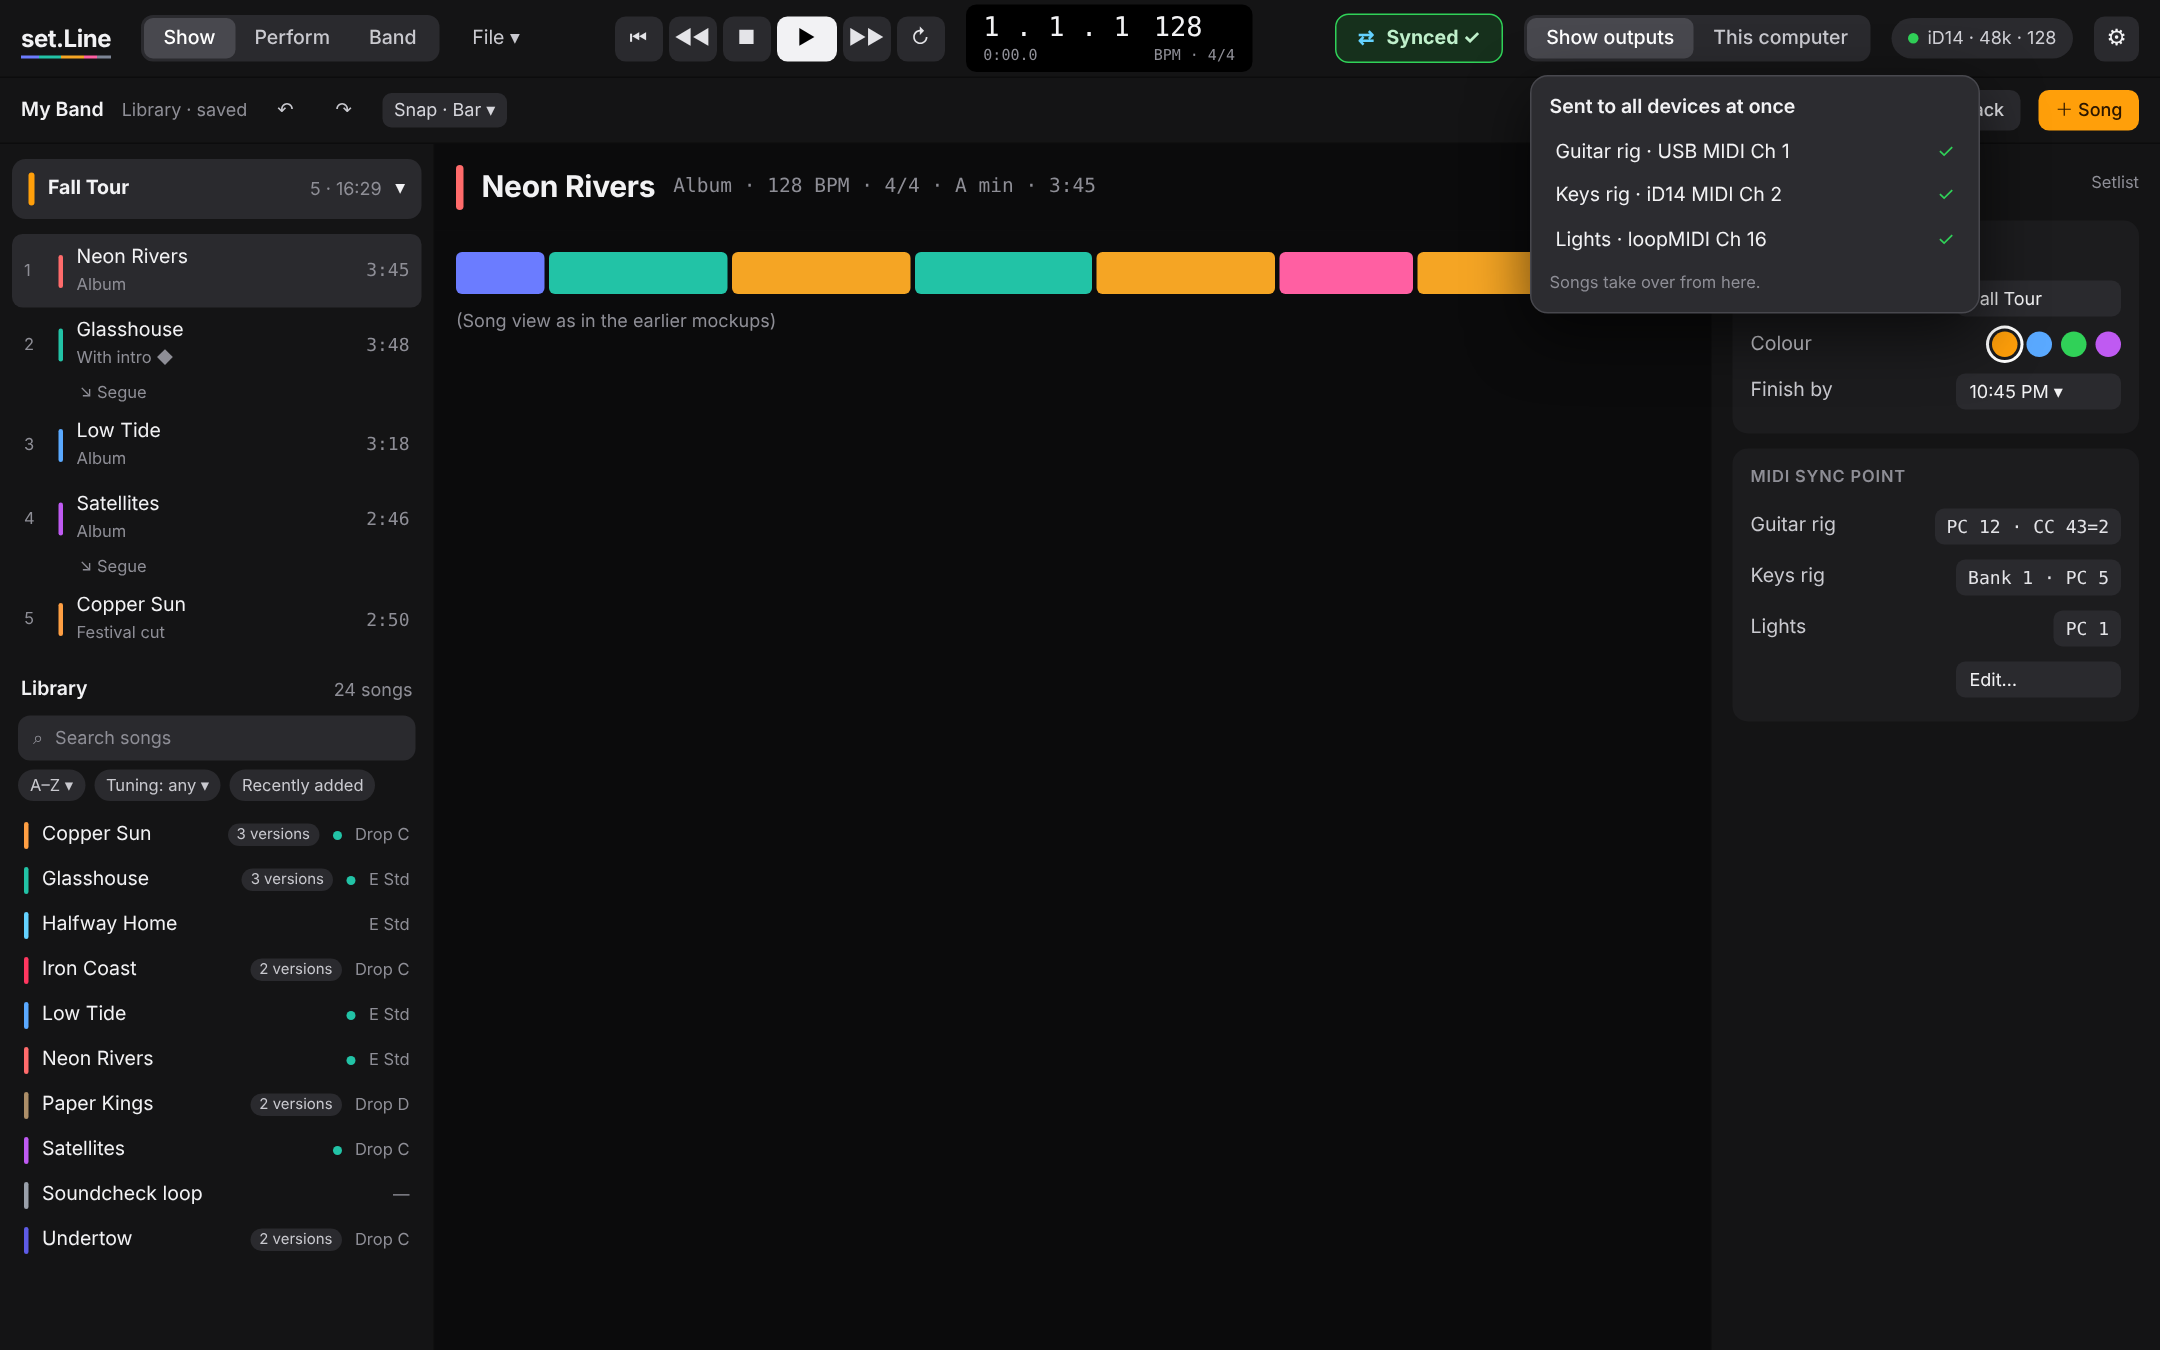 set.Line
Show
Perform
Band
File ▾
1 . 1 . 1 128
0:00.0 BPM · 4/4
⇄ Synced ✓
Show outputs
This computer
iD14 · 48k · 128
My Band Library · saved
Snap · Bar ▾
+ Song
Sent to all devices at once
Guitar rig · USB MIDI Ch 1 ✓
Keys rig · iD14 MIDI Ch 2 ✓
Lights · loopMIDI Ch 16 ✓
Songs take over from here.
Fall Tour 5 · 16:29 ▾
1 Neon Rivers 3:45
Album
2 Glasshouse 3:48
With intro ◆
↘ Segue
3 Low Tide 3:18
Album
4 Satellites 2:46
Album
↘ Segue
5 Copper Sun 2:50
Festival cut
Library 24 songs
Search songs
A–Z ▾
Tuning: any ▾
Recently added
Copper Sun 3 versions Drop C
Glasshouse 3 versions E Std
Halfway Home E Std
Iron Coast 2 versions Drop C
Low Tide E Std
Neon Rivers E Std
Paper Kings 2 versions Drop D
Satellites Drop C
Soundcheck loop —
Undertow 2 versions Drop C
Neon Rivers Album · 128 BPM · 4/4 · A min · 3:45
(Song view as in the earlier mockups)
Setlist
all Tour
Colour
Finish by 10:45 PM ▾
MIDI SYNC POINT
Guitar rig PC 12 · CC 43=2
Keys rig Bank 1 · PC 5
Lights PC 1
Edit...